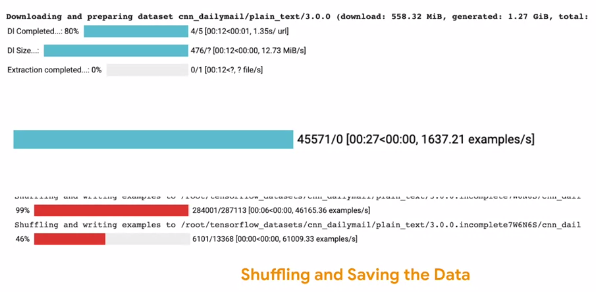 Downloading and preparing dataset cnn_dailymail/plain_text/3.0.0 (download: 558.32 MiB, generated: 1.27 GiB, total:
Dl Completed...: 80% 4/5 [00:12<00:01, 1.35s/ url]
Dl Size...: 476/? [00:12<00:00, 12.73 MiB/s]
Extraction completed...: 0% 0/1 [00:12<?, ? file/s]
45571/0 [00:27<00:00, 1637.21 examples/s]
Shuffling and writing examples to /root/tensorflow_datasets/cnn_dailymail/plain_text/3.0.0.incomplete7W6N6S/cnn_dail
99% 284001/287113 [00:06<00:00, 46165.36 examples/s]
Shuffling and writing examples to /root/tensorflow_datasets/cnn_dailymail/plain_text/3.0.0.incomplete7W6N6S/cnn_dail
46% 6101/13368 [00:00<00:00, 61009.33 examples/s]
Shuffling and Saving the Data